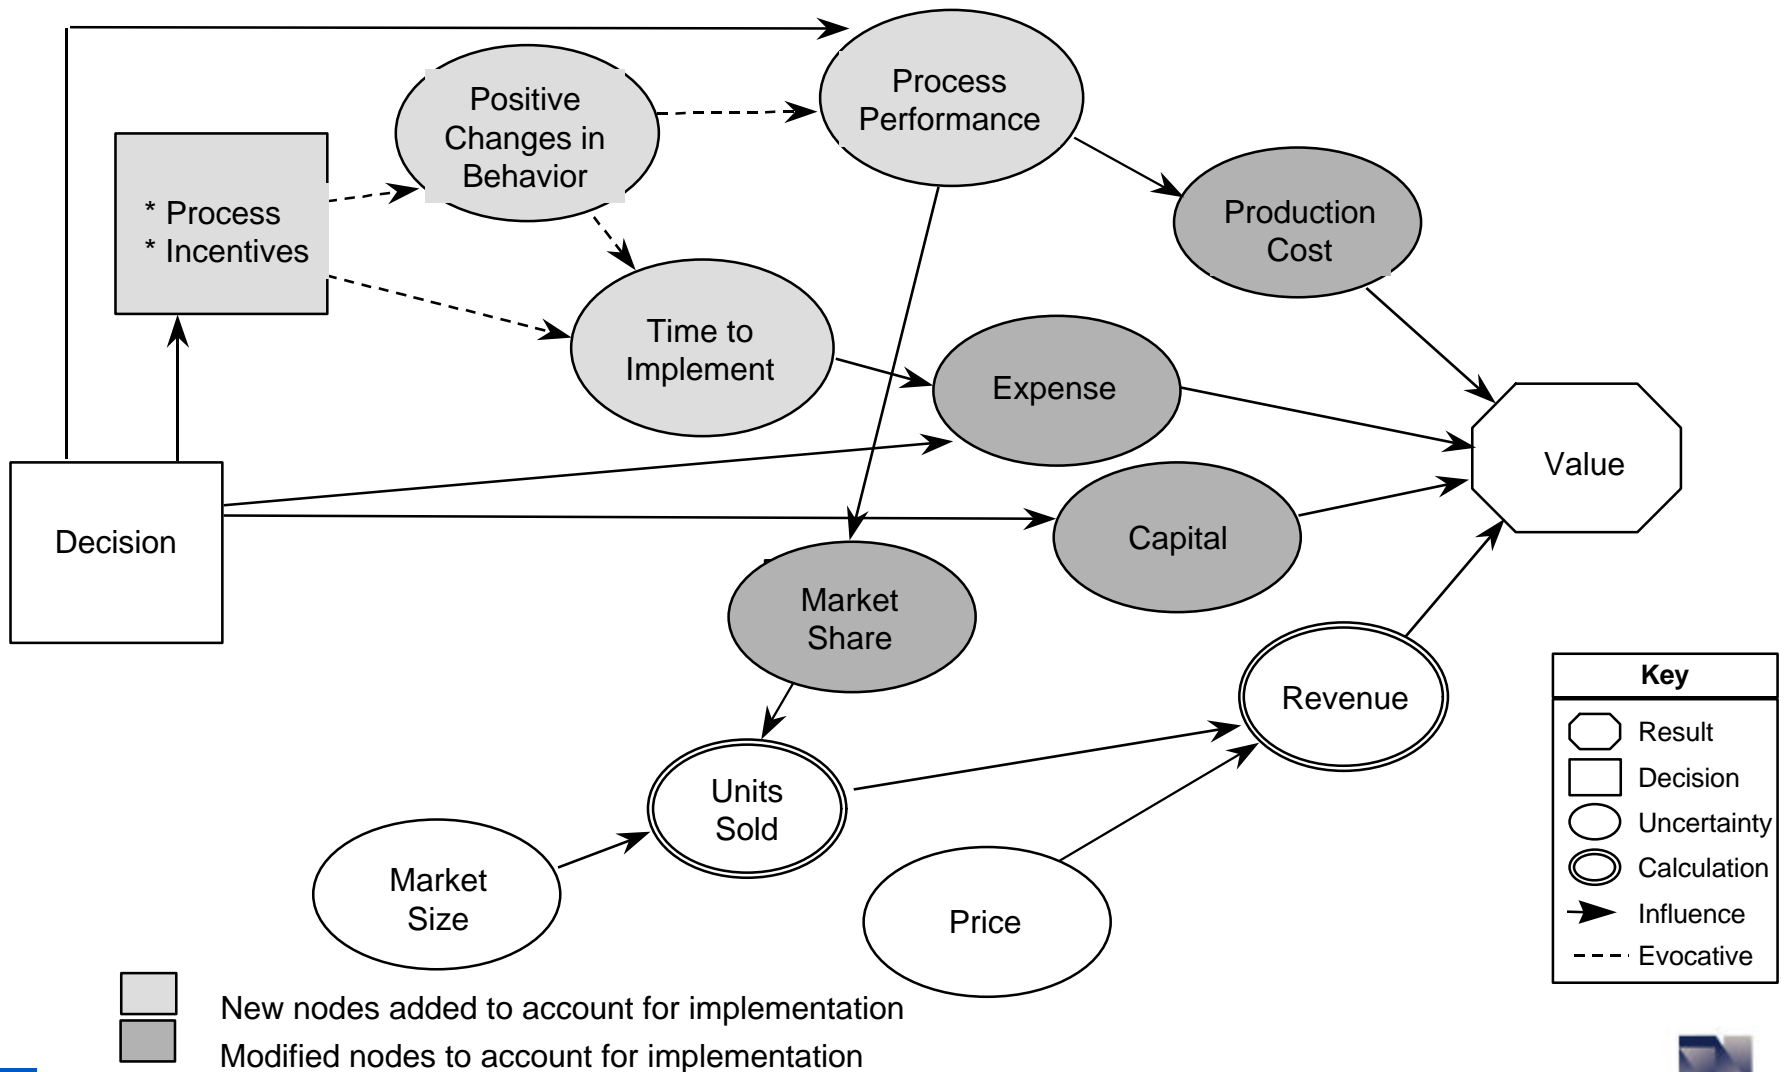 Process
Performance
Positive
Changes in
Behavior
* Process
* Incentives
Production
Cost
Time to
Implement
Expense
Value
Decision
Capital
Market
Share
Revenue
Units
Sold
Market
Size
Price
Key
Result
Decision
Uncertainty
Calculation
Influence
Evocative
New nodes added to account for implementation
Modified nodes to account for implementation